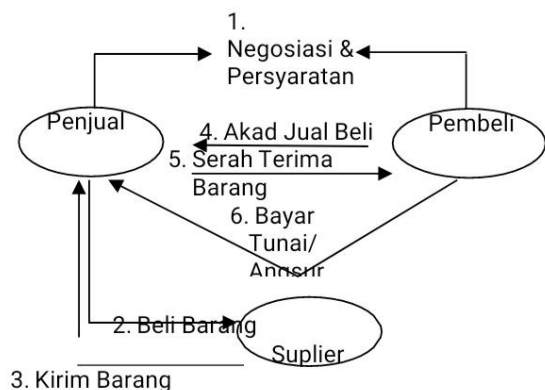 1.
Negosiasi &
Persyaratan
Penjual
Pembeli
4. Akad Jual Beli
5. Serah Terima
Barang
6. Bayar
Tunai/
Angsur
2. Beli Barang
Suplier
3. Kirim Barang